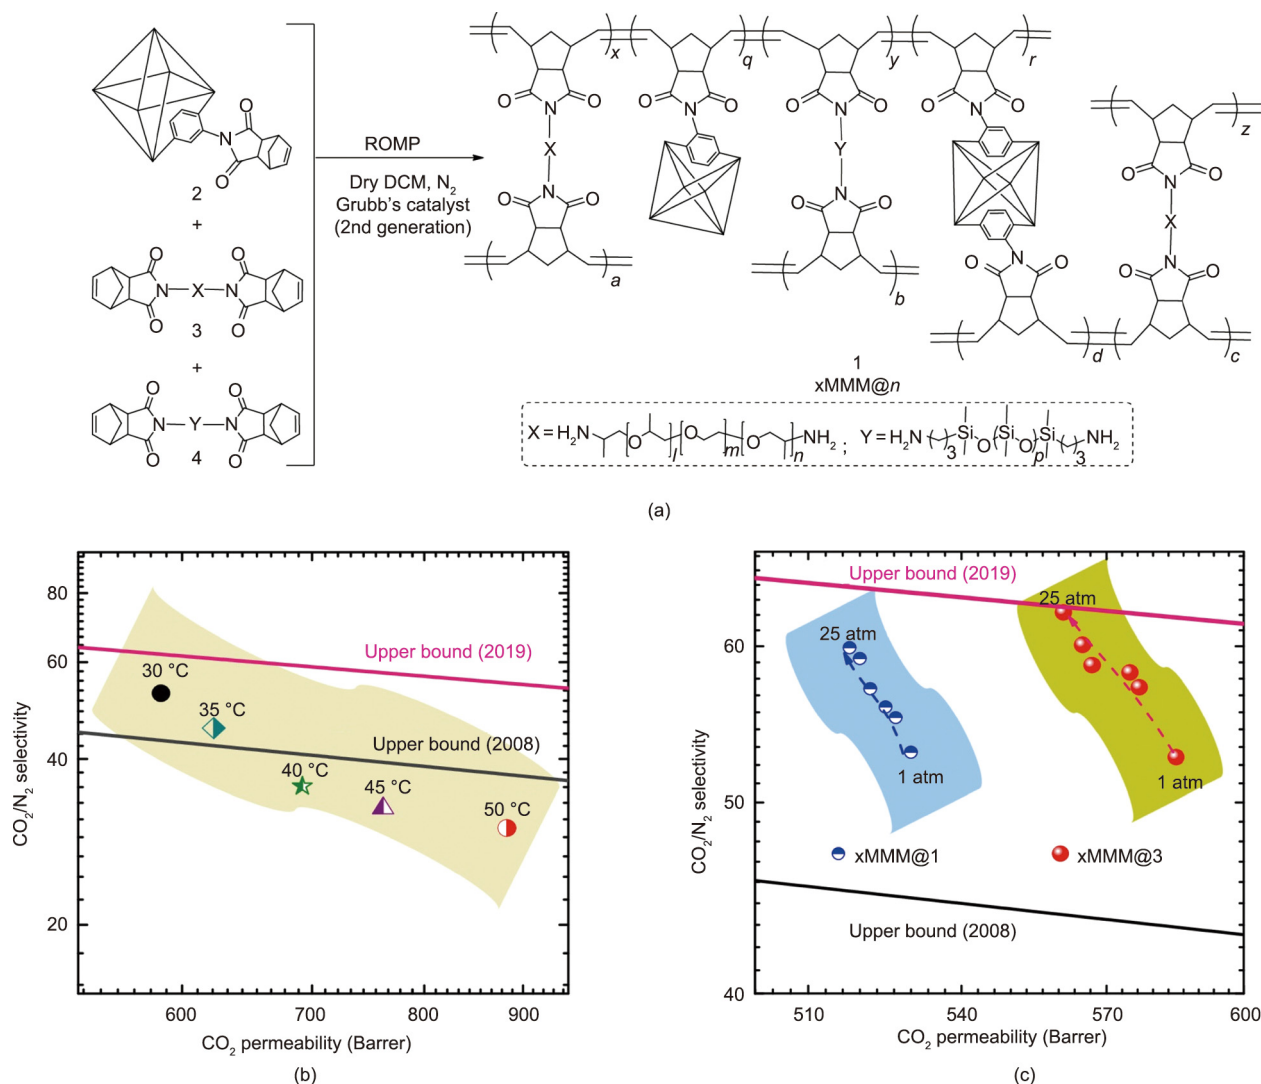 2
+
3
+
4
N
O
O
O
O
N
X
N
O
O
O
O
N
Y
N
O
O
ROMP
Dry DCM, N2
Grubb's catalyst
(2nd generation)
x
q
y
r
z
O
N
O
O
N
O
O
N
O
O
N
O
O
N
O
X
Y
X
O
N
O
O
N
O
N
O
O
O
N
O
a
b
d
c
1
xMMM@n
X = H2N [O]l [O]m [O]n NH2 ; Y = H2N ( )3 Si O (Si O)p Si ( )3 NH2
(a)
CO2/N2 selectivity
80
60
40
20
Upper bound (2019)
30 °C
35 °C
Upper bound (2008)
40 °C
45 °C
50 °C
600
700
800
900
CO2 permeability (Barrer)
(b)
CO2/N2 selectivity
60
50
40
Upper bound (2019)
25 atm
25 atm
1 atm
1 atm
xMMM@1
xMMM@3
Upper bound (2008)
510
540
570
600
CO2 permeability (Barrer)
(c)